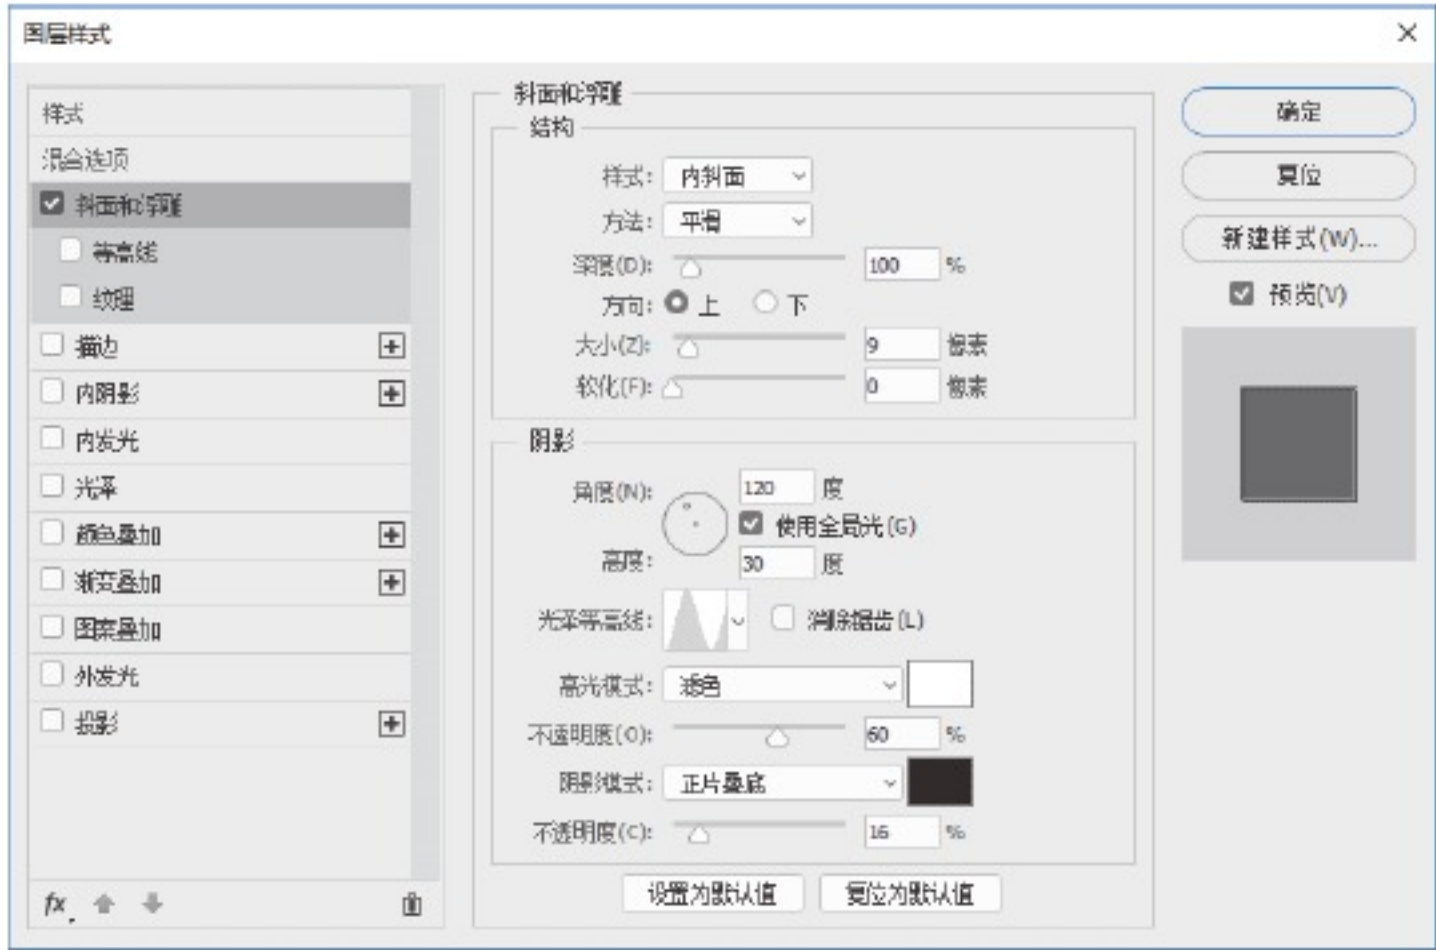 图层样式
样式
混合选项
斜面和浮雕
等高线
纹理
描边
内阴影
内发光
光泽
颜色叠加
渐变叠加
图案叠加
外发光
投影
fx
斜面和浮雕
结构
样式: 内斜面
方法: 平滑
深度(D): 100 %
方向: 上 下
大小(Z): 9 像素
软化(F): 0 像素
阴影
角度(N): 120 度
使用全局光(G)
高度: 30 度
光泽等高线: 消除锯齿(L)
高光模式: 滤色
不透明度(O): 60 %
阴影模式: 正片叠底
不透明度(C): 16 %
设置为默认值 复位为默认值
确定
复位
新建样式(W)...
预览(V)